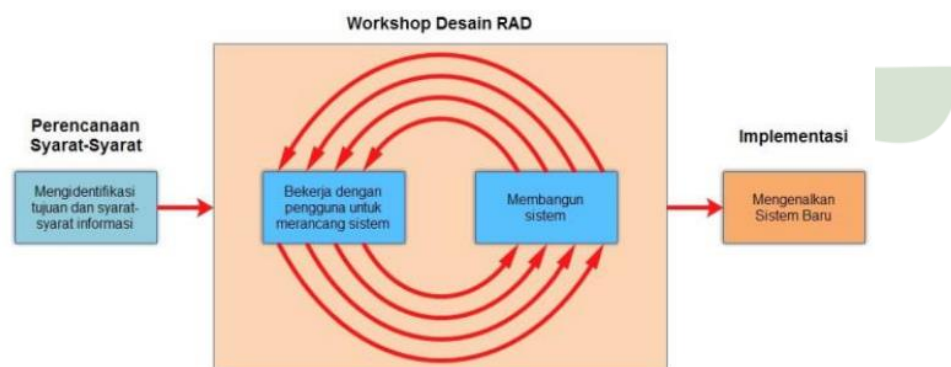 Workshop Desain RAD
Perencanaan
Syarat-Syarat
Mengidentifikasi
tujuan dan syarat-
syarat informasi
Bekerja dengan
pengguna untuk
merancang sistem
Membangun
sistem
Implementasi
Mengenalkan
Sistem Baru